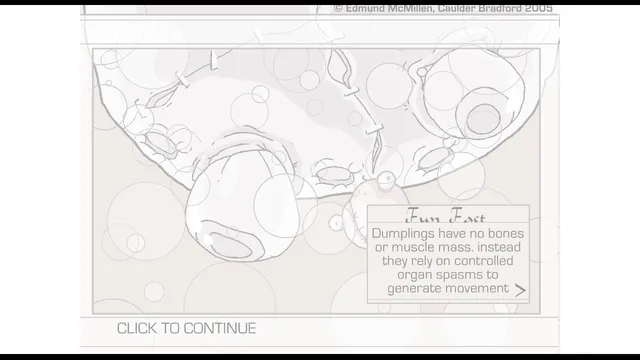 © Edmund McMillen, Caulder Bradford 2005
Fun Fact
Dumplings have no bones
or muscle mass. instead
they rely on controlled
organ spasms to
generate movement >
CLICK TO CONTINUE